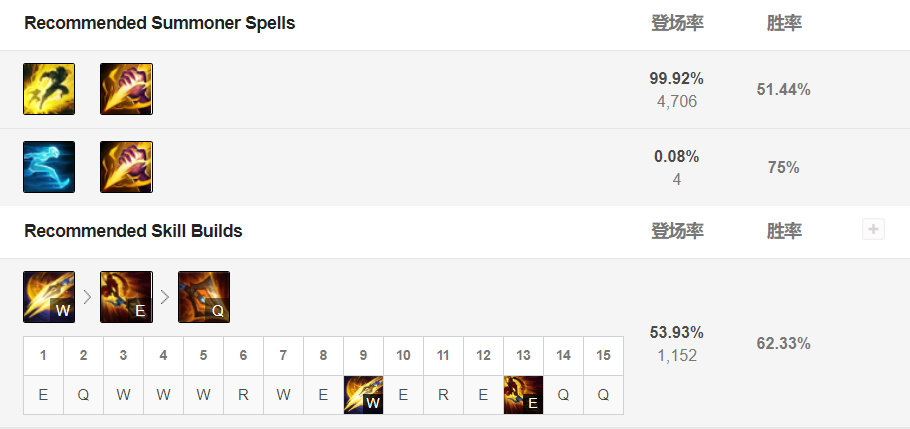 Recommended Summoner Spells 登场率 胜率
99.92%
4,706
51.44%
0.08%
4
75%
Recommended Skill Builds 登场率 胜率 +
W E Q
53.93%
1,152
62.33%
1 2 3 4 5 6 7 8 9 10 11 12 13 14 15
E Q W W W R W E W E R E E Q Q